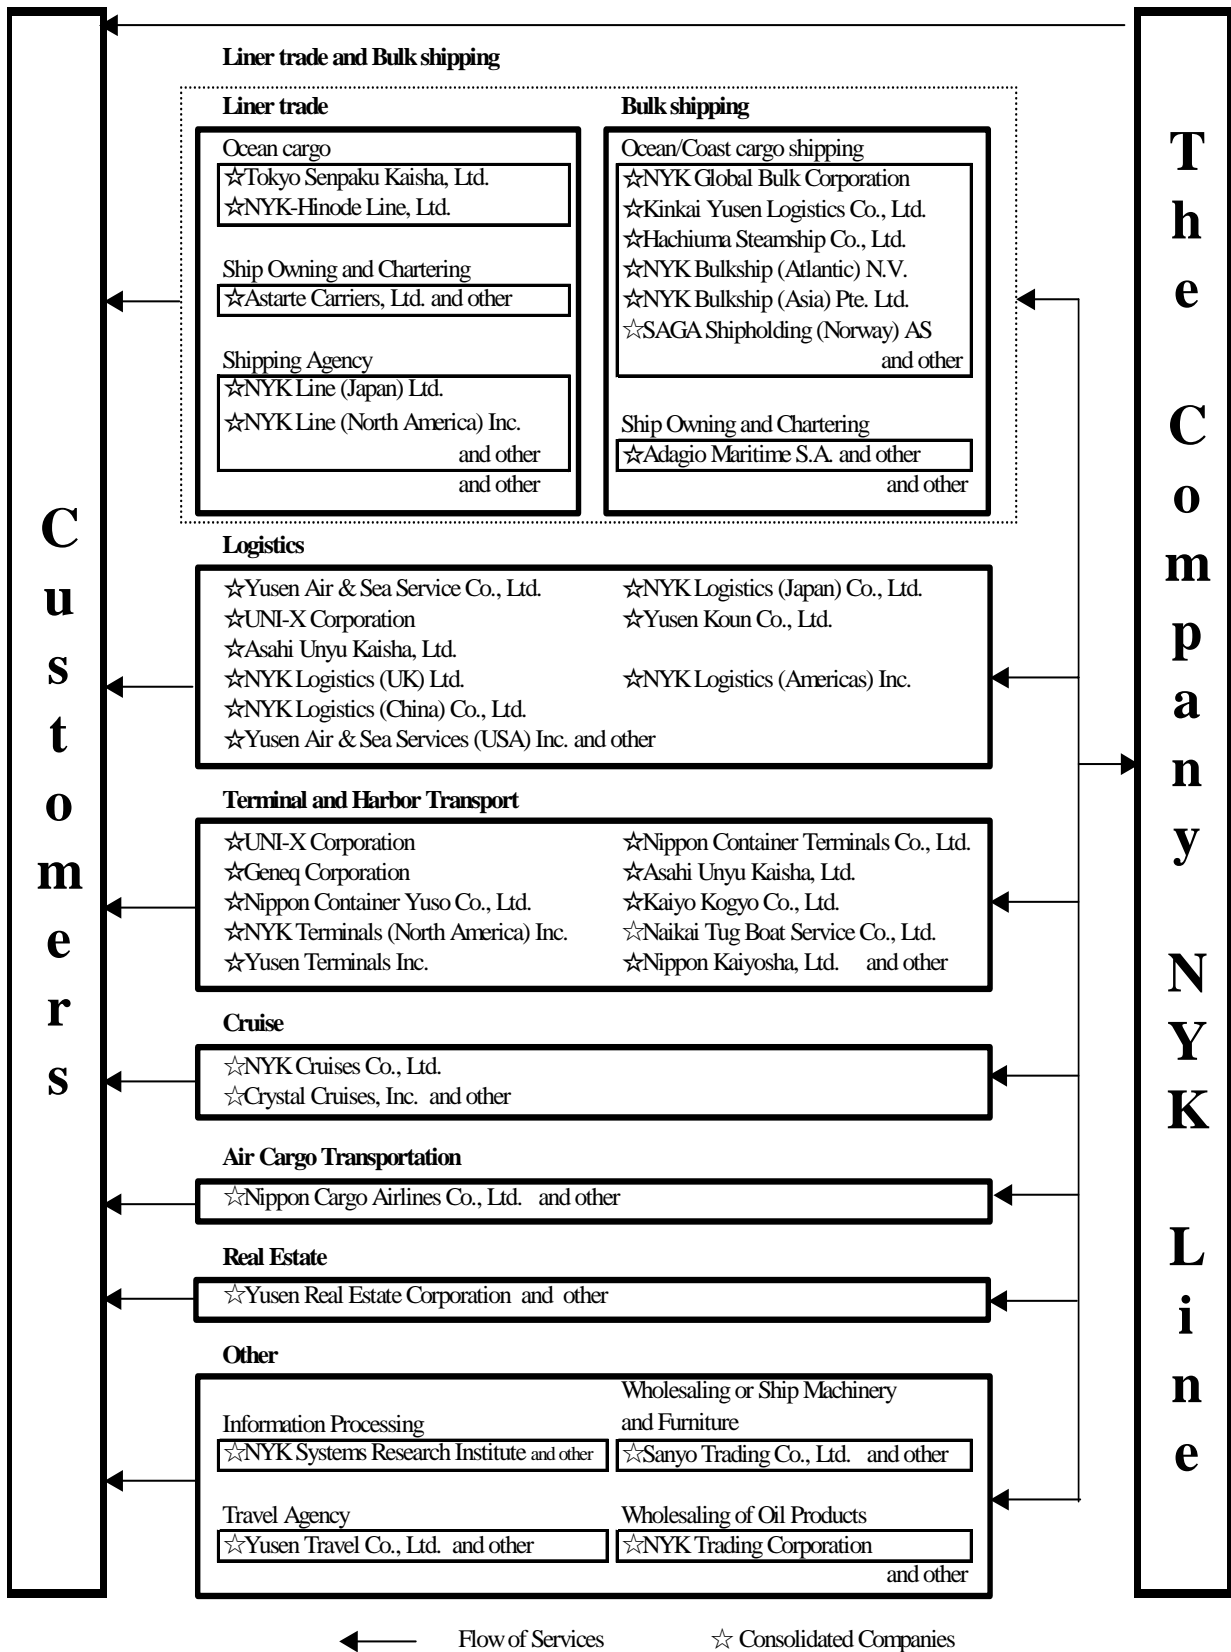 Customers
Liner trade and Bulk shipping
Liner trade
Ocean cargo
☆Tokyo Senpaku Kaisha, Ltd.
☆NYK-Hinode Line, Ltd.
Ship Owning and Chartering
☆Astarte Carriers, Ltd. and other
Shipping Agency
☆NYK Line (Japan) Ltd.
☆NYK Line (North America) Inc.
and other
and other
Bulk shipping
Ocean/Coast cargo shipping
☆NYK Global Bulk Corporation
☆Kinkai Yusen Logistics Co., Ltd.
☆Hachiuma Steamship Co., Ltd.
☆NYK Bulkship (Atlantic) N.V.
☆NYK Bulkship (Asia) Pte. Ltd.
☆SAGA Shipholding (Norway) AS
and other
Ship Owning and Chartering
☆Adagio Maritime S.A. and other
and other
Logistics
☆Yusen Air & Sea Service Co., Ltd. ☆NYK Logistics (Japan) Co., Ltd.
☆UNI-X Corporation ☆Yusen Koun Co., Ltd.
☆Asahi Unyu Kaisha, Ltd.
☆NYK Logistics (UK) Ltd. ☆NYK Logistics (Americas) Inc.
☆NYK Logistics (China) Co., Ltd.
☆Yusen Air & Sea Services (USA) Inc. and other
Terminal and Harbor Transport
☆UNI-X Corporation ☆Nippon Container Terminals Co., Ltd.
☆Geneq Corporation ☆Asahi Unyu Kaisha, Ltd.
☆Nippon Container Yuso Co., Ltd. ☆Kaiyo Kogyo Co., Ltd.
☆NYK Terminals (North America) Inc. ☆Naikai Tug Boat Service Co., Ltd.
☆Yusen Terminals Inc. ☆Nippon Kaiyosha, Ltd. and other
Cruise
☆NYK Cruises Co., Ltd.
☆Crystal Cruises, Inc. and other
Air Cargo Transportation
☆Nippon Cargo Airlines Co., Ltd. and other
Real Estate
☆Yusen Real Estate Corporation and other
Other
Information Processing
☆NYK Systems Research Institute and other
Wholesaling or Ship Machinery
and Furniture
☆Sanyo Trading Co., Ltd. and other
Travel Agency
☆Yusen Travel Co., Ltd. and other
Wholesaling of Oil Products
☆NYK Trading Corporation
and other
The Company NYK Line
Flow of Services ☆ Consolidated Companies